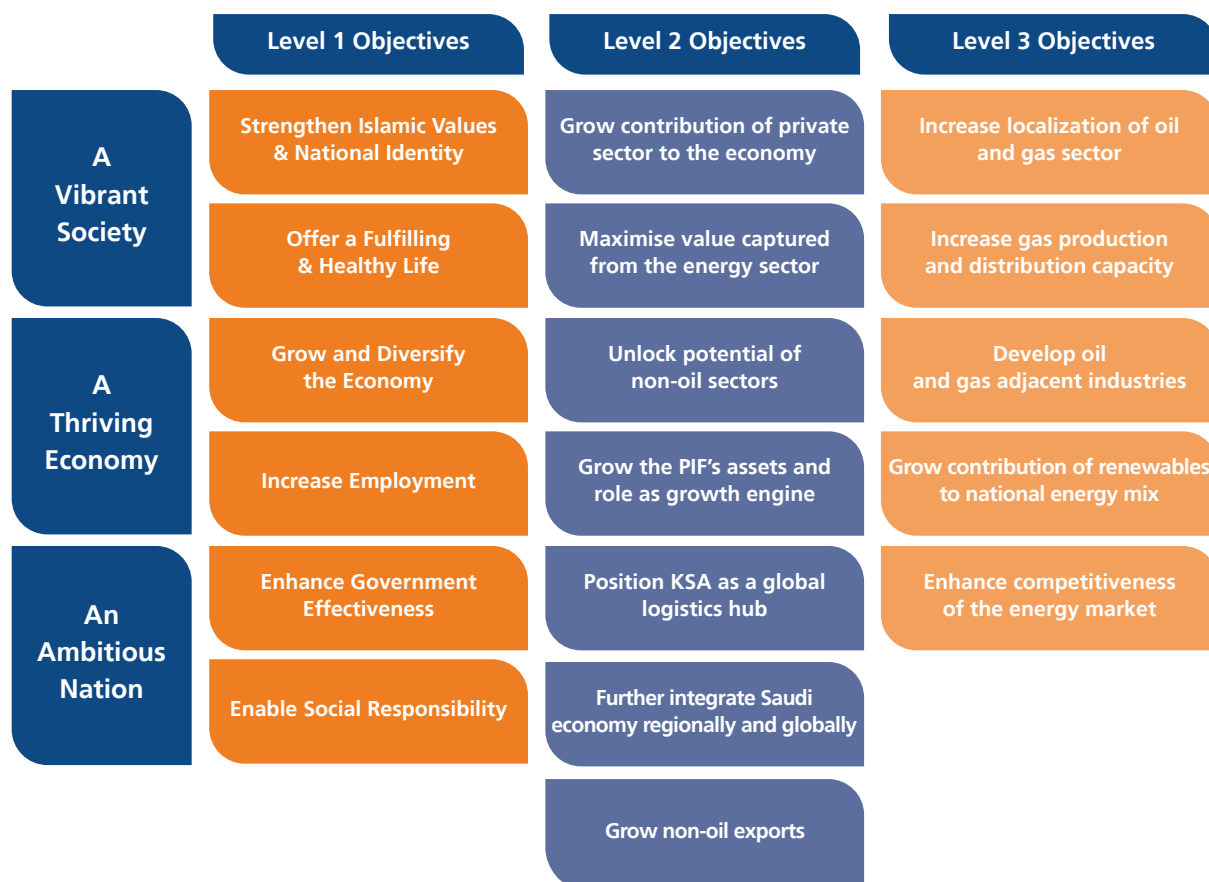 Level 1 Objectives
Level 2 Objectives
Level 3 Objectives
A
Vibrant
Society
Strengthen Islamic Values
& National Identity
Grow contribution of private
sector to the economy
Increase localization of oil
and gas sector
Offer a Fulfilling
& Healthy Life
Maximise value captured
from the energy sector
Increase gas production
and distribution capacity
A
Thriving
Economy
Grow and Diversify
the Economy
Unlock potential of
non-oil sectors
Develop oil
and gas adjacent industries
Increase Employment
Grow the PIF's assets and
role as growth engine
Grow contribution of renewables
to national energy mix
An
Ambitious
Nation
Enhance Government
Effectiveness
Position KSA as a global
logistics hub
Enhance competitiveness
of the energy market
Enable Social Responsibility
Further integrate Saudi
economy regionally and globally
Grow non-oil exports